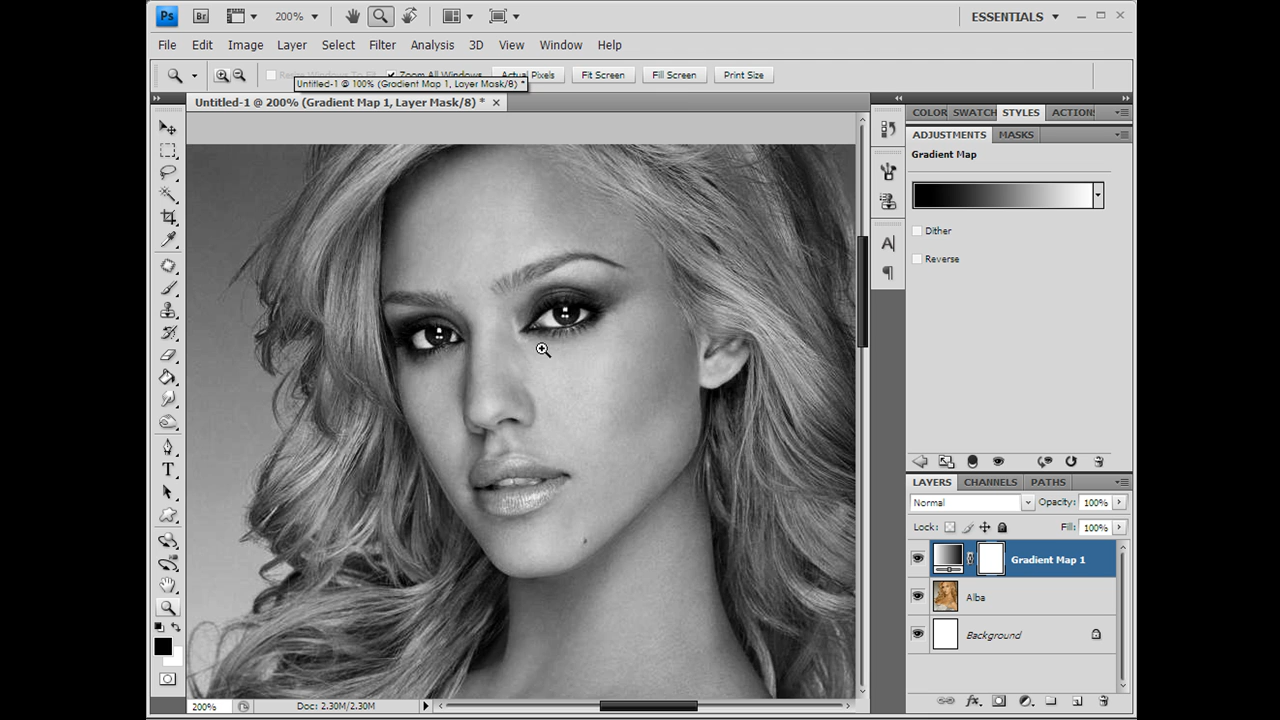 Ps Br 200% ESSENTIALS
File Edit Image Layer Select Filter Analysis 3D View Window Help
Zoom All Windows Actual Pixels Fit Screen Fill Screen Print Size
Untitled-1 @ 100% (Gradient Map 1, Layer Mask/8) *
Untitled-1 @ 200% (Gradient Map 1, Layer Mask/8) * ×
COLOR SWATCH STYLES ACTION
ADJUSTMENTS MASKS
Gradient Map
Dither
Reverse
LAYERS CHANNELS PATHS
Normal Opacity: 100%
Lock: Fill: 100%
Gradient Map 1
Alba
Background
200% Doc: 2.30M/2.30M